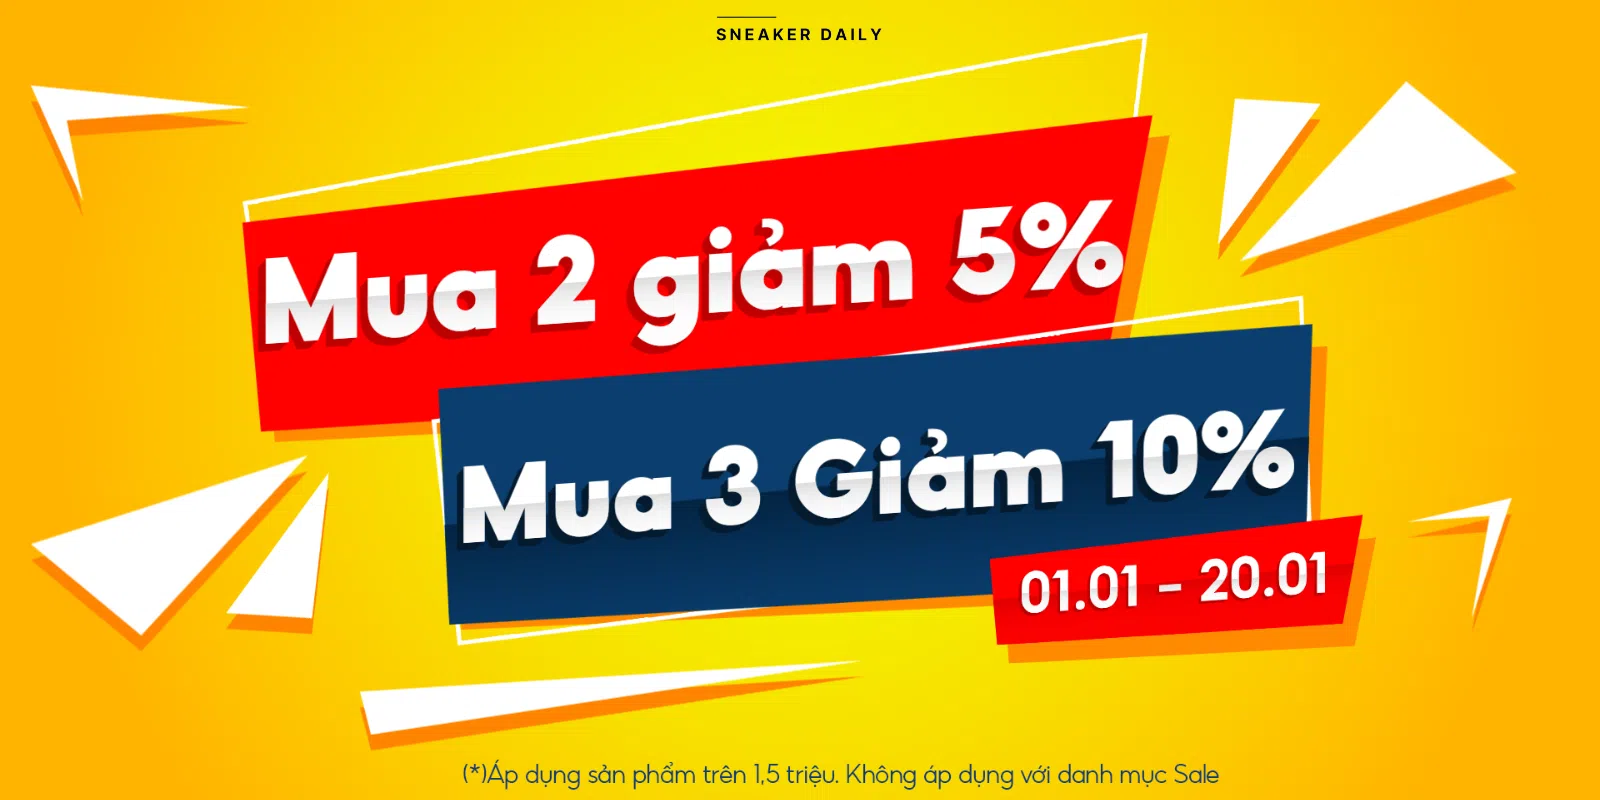 SNEAKER DAILY
Mua 2 giảm 5%
Mua 3 Giảm 10%
01.01 - 20.01
(*)Áp dụng sản phẩm trên 1,5 triệu. Không áp dụng với danh mục Sale